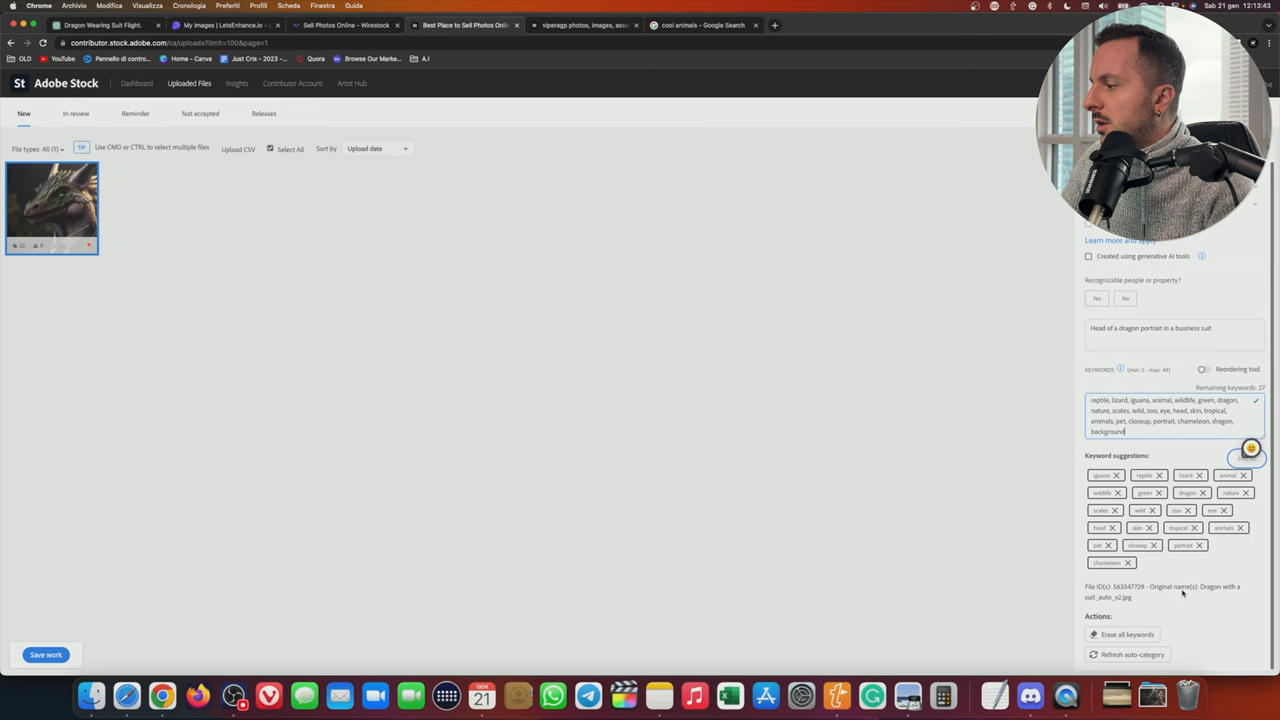 Chrome Archivio Modifica Visualizza Cronologia Preferiti Profili Scheda Finestra Guida Sab 21 gen 12:13:43
Dragon Wearing Suit Flight. My images | LetsEnhance.io Sell Photos Online - Wirestock Best Place to Sell Photos Onli viperagp photos, images, ass cool animals - Google Search
contributor.stock.adobe.com/ca/uploads?limit=100&page=1
OLD YouTube Pannello di contro... Home - Canva Just Cris - 2023 -... Quora Browse Our Marke... A.I
St Adobe Stock Dashboard Uploaded Files Insights Contributor Account Artist Hub
New In review Reminder Not accepted Releases
File types: All (1) TIP Use CMD or CTRL to select multiple files Upload CSV Select All Sort by Upload date
Learn more and apply
Created using generative AI tools
Recognizable people or property?
Yes No
Head of a dragon portrait in a business suit
KEYWORDS (min: 5 - max: 49) Reordering tool
Remaining keywords: 27
reptile, lizard, iguana, animal, wildlife, green, dragon,
nature, scales, wild, zoo, eye, head, skin, tropical,
animals, pet, closeup, portrait, chameleon, dragon,
background
Keyword suggestions:
iguana reptile lizard animal
wildlife green dragon nature
scales wild zoo eye
head skin tropical animals
pet closeup portrait
chameleon
File ID(s): 563347729 - Original name(s): Dragon with a
suit_auto_x2.jpg
Actions:
Erase all keywords
Refresh auto-category
Save work
GEN
21
SHURE